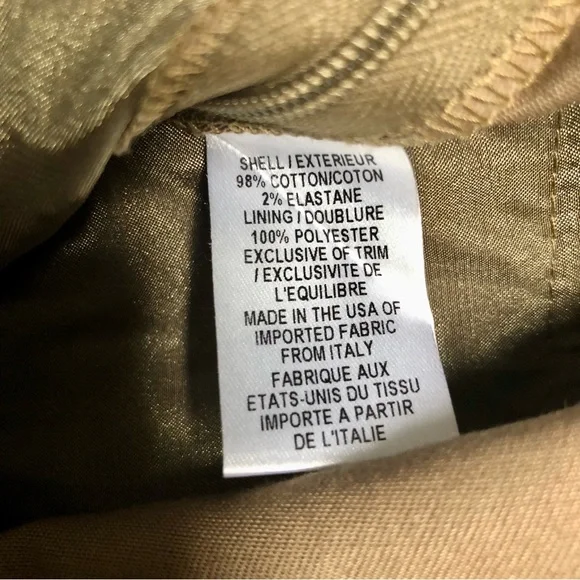 SHELL / EXTERIEUR
98% COTTON/COTON
2% ELASTANE
LINING / DOUBLURE
100% POLYESTER
EXCLUSIVE OF TRIM
/ EXCLUSIVITE DE
L'EQUILIBRE
MADE IN THE USA OF
IMPORTED FABRIC
FROM ITALY
FABRIQUE AUX
ETATS-UNIS DU TISSU
IMPORTE A PARTIR
DE L'ITALIE